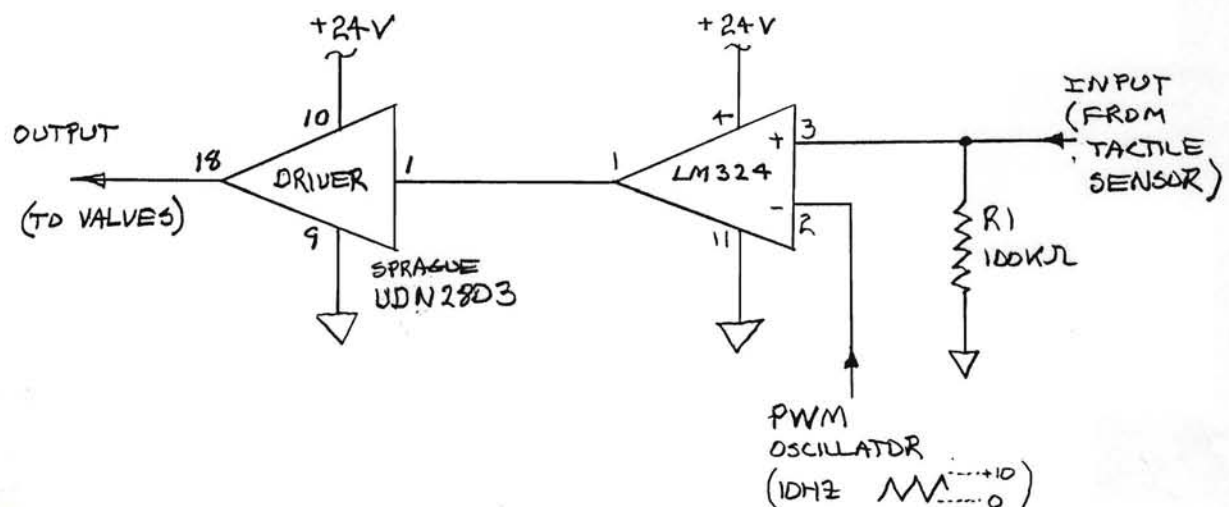 +24V
+24V
INPUT
(FROM
TACTILE
SENSOR)
OUTPUT
(TO VALVES)
18
10
DRIVER
9
1
SPRAGUE
UDN2803
1
4
LM324
11
+
3
-
2
R1
100KΩ
PWM
OSCILLATOR
(10HZ
+10
0)